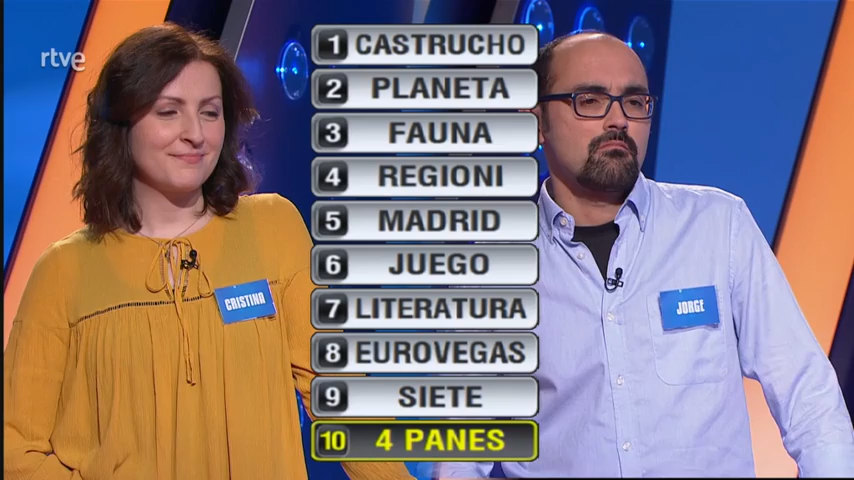 rtve
1 CASTRUCHO
2 PLANETA
3 FAUNA
4 REGIONI
5 MADRID
6 JUEGO
7 LITERATURA
8 EUROVEGAS
9 SIETE
10 4 PANES
CRISTINA
JORGE